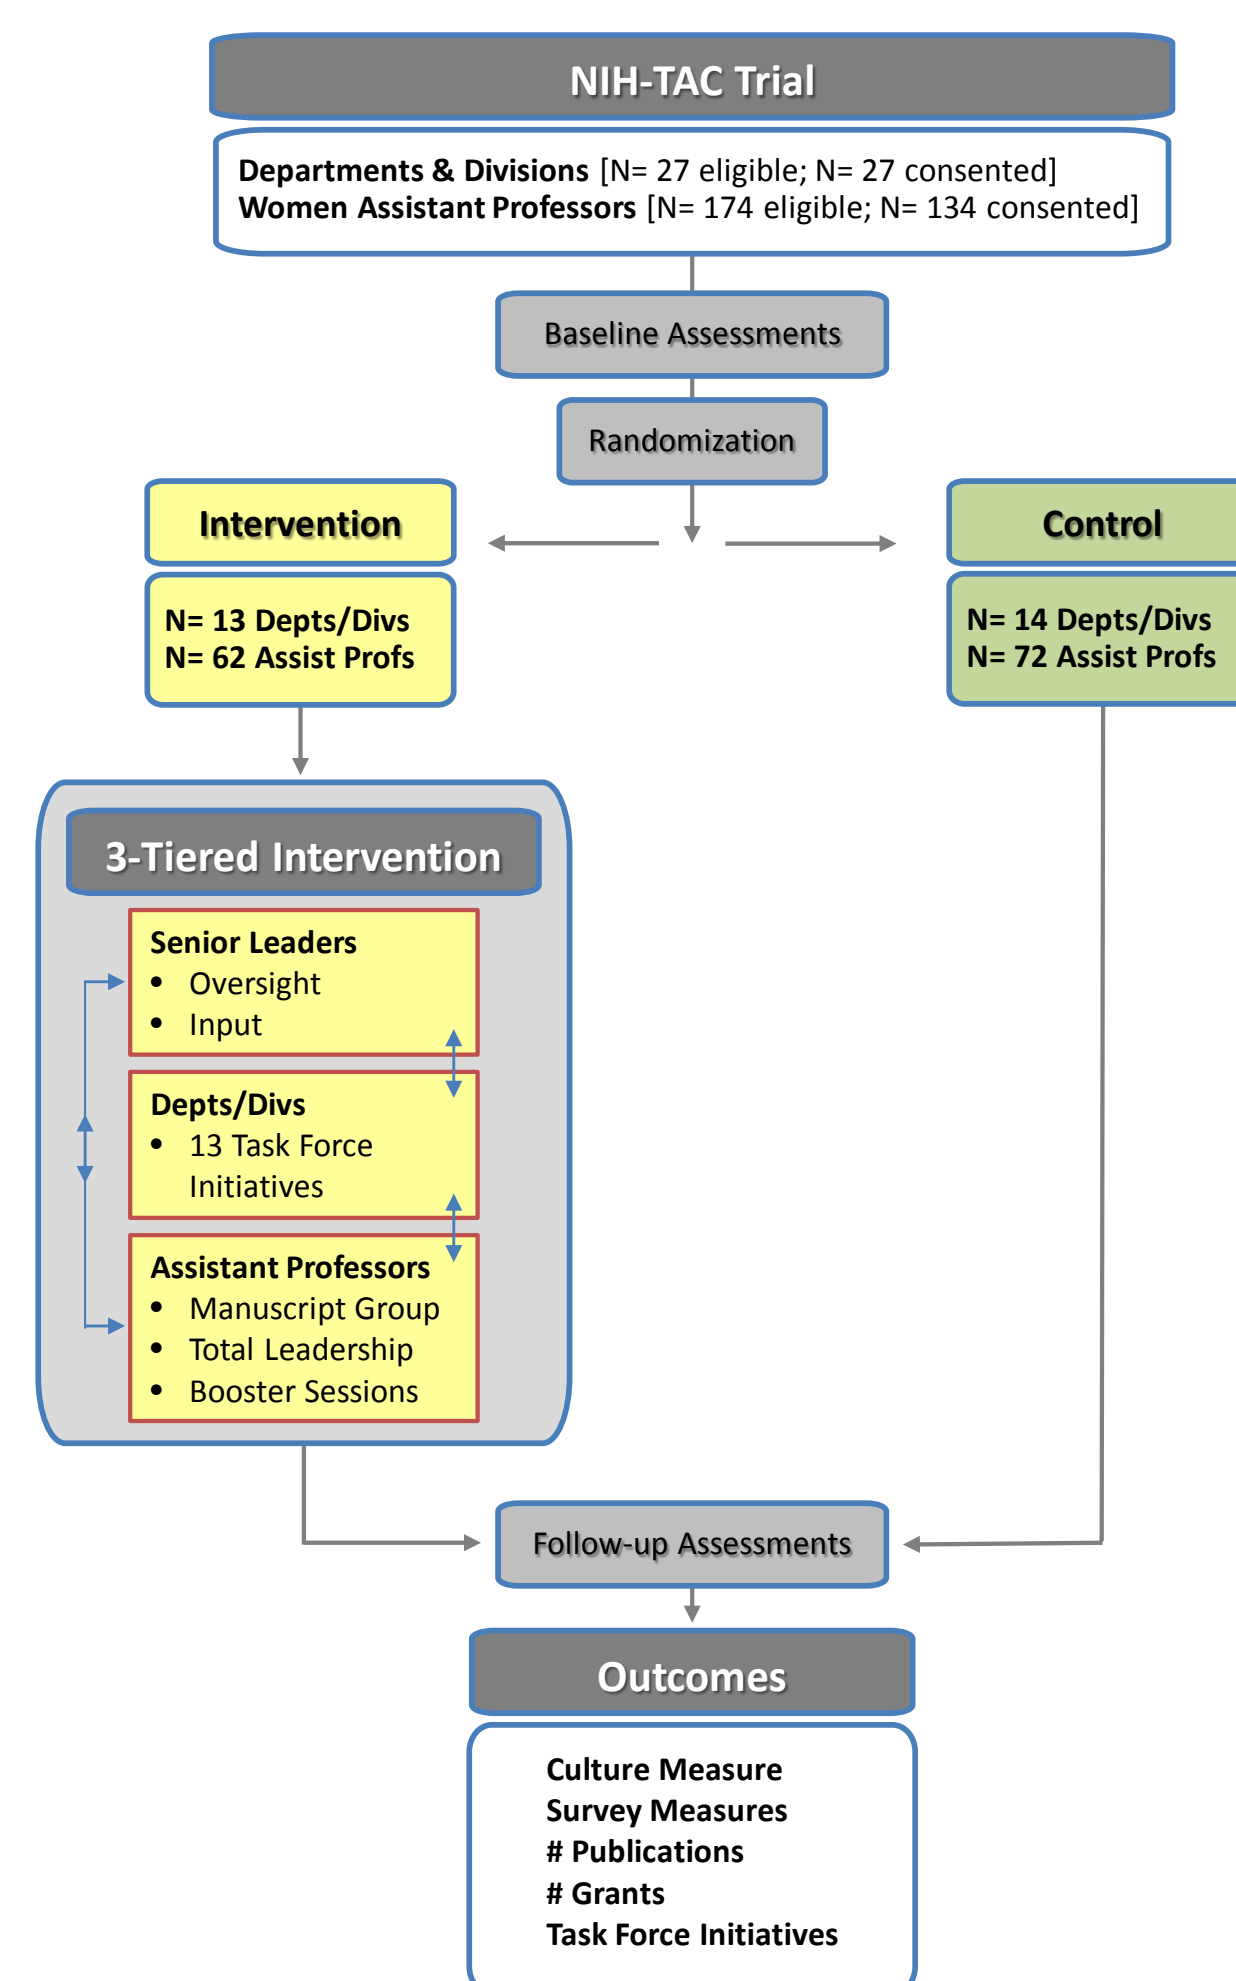 NIH-TAC Trial
Departments & Divisions [N= 27 eligible; N= 27 consented]
Women Assistant Professors [N= 174 eligible; N= 134 consented]
Baseline Assessments
Randomization
Intervention
N= 13 Depts/Divs
N= 62 Assist Profs
Control
N= 14 Depts/Divs
N= 72 Assist Profs
3-Tiered Intervention
Senior Leaders
• Oversight
• Input
Depts/Divs
• 13 Task Force
Initiatives
Assistant Professors
• Manuscript Group
• Total Leadership
• Booster Sessions
Follow-up Assessments
Outcomes
Culture Measure
Survey Measures
# Publications
# Grants
Task Force Initiatives